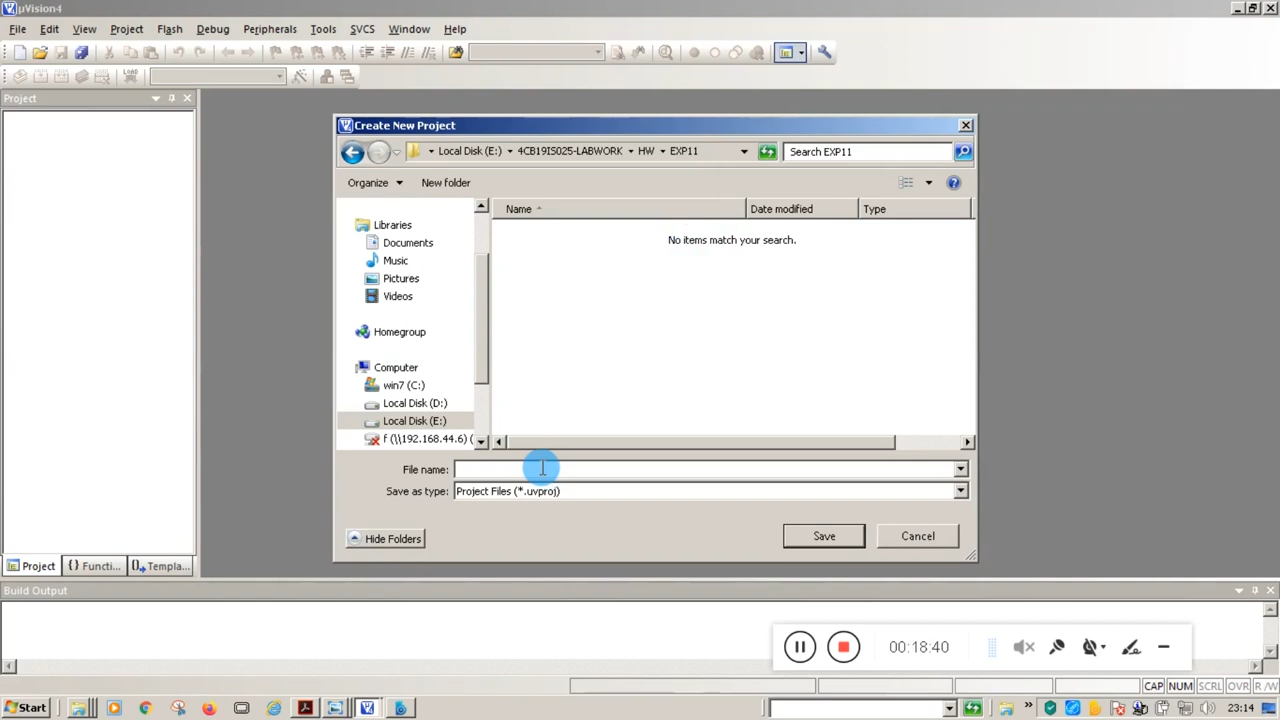 µVision4
File Edit View Project Flash Debug Peripherals Tools SVCS Window Help
LOAD
Project
Create New Project
Local Disk (E:) 4CB19IS025-LABWORK HW EXP11
Search EXP11
Organize New folder
Name Date modified Type
No items match your search.
Libraries
Documents
Music
Pictures
Videos
Homegroup
Computer
win7 (C:)
Local Disk (D:)
Local Disk (E:)
f (\\192.168.44.6) (
File name:
Save as type: Project Files (*.uvproj)
Hide Folders Save Cancel
Project {} Functi... Templa...
Build Output
00:18:40
CAP NUM SCRL OVR R/W
Start 23:14